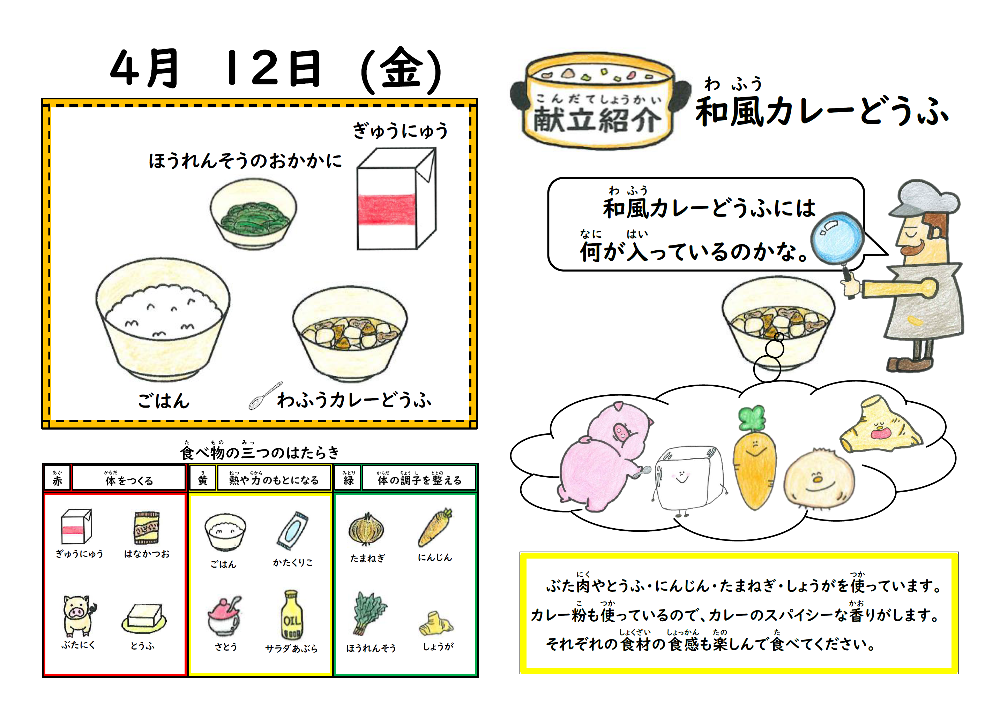 4月 12日 (金)
ぎゅうにゅう
ほうれんそうのおかかに
ごはん
わふうカレーどうふ
た もの みっ
食べ物の三つのはたらき
あか からだ
赤 体をつくる
き ねつ ちから
黄 熱や力のもとになる
みどり からだ ちょう し ととの
緑 体の調子を整える
ぎゅうにゅう はなかつお
ぶたにく とうふ
ごはん かたくりこ
OIL
さとう サラダあぶら
たまねぎ にんじん
ほうれんそう しょうが
こんだてしょうかい
献立紹介
わ ふう
和風カレーどうふ
わ ふう
和風カレーどうふには
なに はい
何が入っているのかな。
にく つか
ぶた肉やとうふ・にんじん・たまねぎ・しょうがを使っています。
こ つか かお
カレー粉も使っているので、カレーのスパイシーな香りがします。
しょくざい しょっかん たの た
それぞれの食材の食感も楽しんで食べてください。